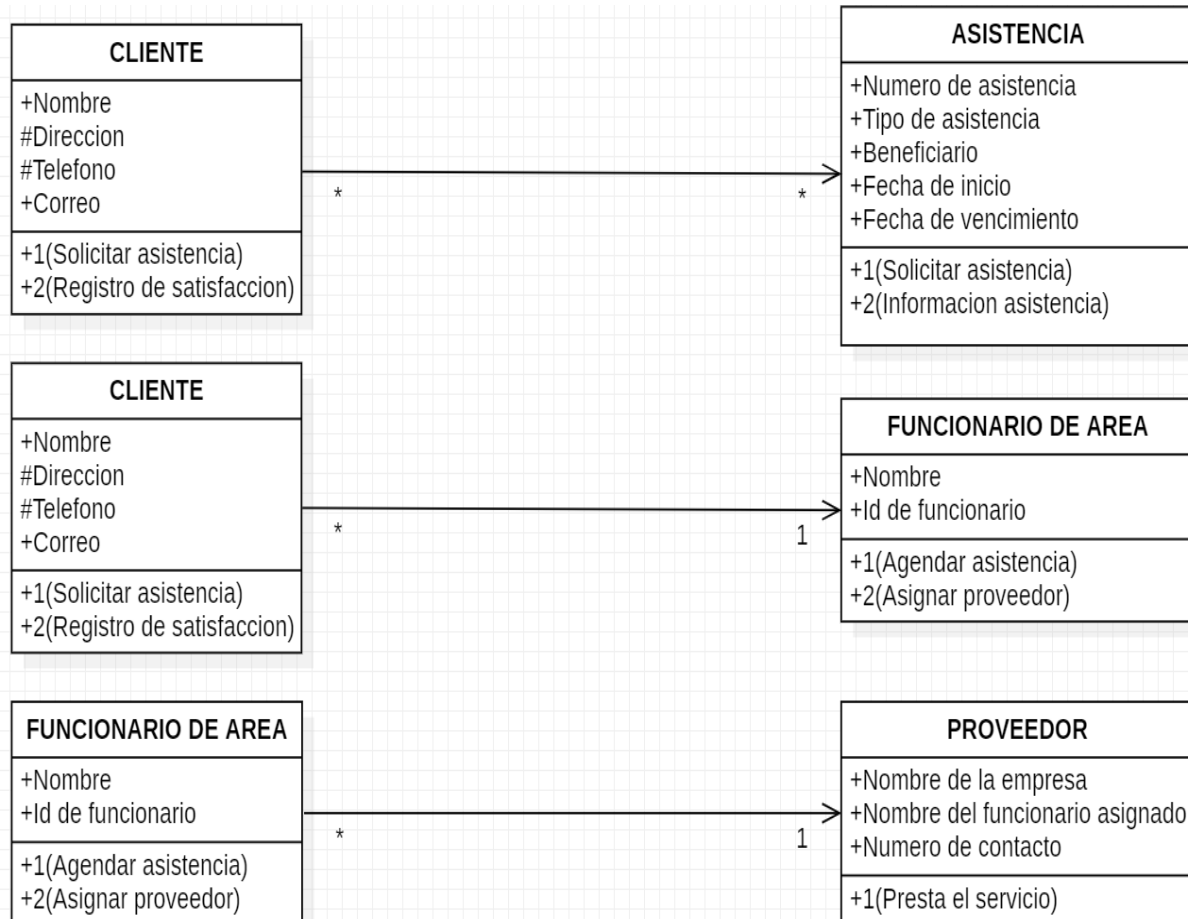 CLIENTE
+Nombre
#Direccion
#Telefono
+Correo
+1(Solicitar asistencia)
+2(Registro de satisfaccion)
*
*
ASISTENCIA
+Numero de asistencia
+Tipo de asistencia
+Beneficiario
+Fecha de inicio
+Fecha de vencimiento
+1(Solicitar asistencia)
+2(Informacion asistencia)
CLIENTE
+Nombre
#Direccion
#Telefono
+Correo
+1(Solicitar asistencia)
+2(Registro de satisfaccion)
*
1
FUNCIONARIO DE AREA
+Nombre
+Id de funcionario
+1(Agendar asistencia)
+2(Asignar proveedor)
FUNCIONARIO DE AREA
+Nombre
+Id de funcionario
+1(Agendar asistencia)
+2(Asignar proveedor)
*
1
PROVEEDOR
+Nombre de la empresa
+Nombre del funcionario asignado
+Numero de contacto
+1(Presta el servicio)